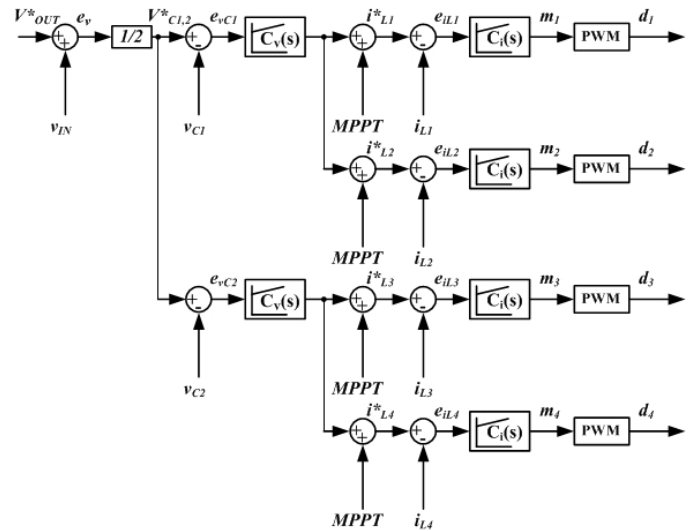 V*OUT ev V*C1,2 evC1 i*L1 eiL1 m1 d1
+ + 1/2 + - Cv(s) + + + - Ci(s) PWM
vIN vC1 MPPT iL1
i*L2 eiL2 m2 d2
+ + + - Ci(s) PWM
MPPT iL2
evC2 i*L3 eiL3 m3 d3
+ - Cv(s) + + + - Ci(s) PWM
vC2 MPPT iL3
i*L4 eiL4 m4 d4
+ + + - Ci(s) PWM
MPPT iL4